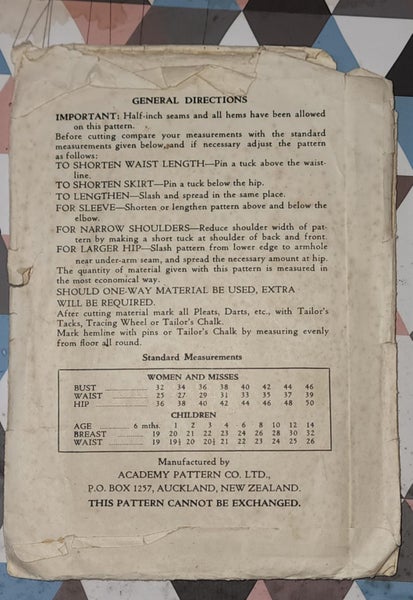 GENERAL DIRECTIONS
IMPORTANT: Half-inch seams and all hems have been allowed
on this pattern.
Before cutting compare your measurements with the standard
measurements given below, and if necessary adjust the pattern
as follows:
TO SHORTEN WAIST LENGTH—Pin a tuck above the waist-
line.
TO SHORTEN SKIRT—Pin a tuck below the hip.
TO LENGTHEN—Slash and spread in the same place.
FOR SLEEVE—Shorten or lengthen pattern above and below the
elbow.
FOR NARROW SHOULDERS—Reduce shoulder width of pat-
tern by making a short tuck at shoulder of back and front.
FOR LARGER HIP—Slash pattern from lower edge to armhole
near under-arm seam, and spread the necessary amount at hip.
The quantity of material given with this pattern is measured in
the most economical way.
SHOULD ONE-WAY MATERIAL BE USED, EXTRA
WILL BE REQUIRED.
After cutting material mark all Pleats, Darts, etc., with Tailor's
Tacks, Tracing Wheel or Tailor's Chalk.
Mark hemline with pins or Tailor's Chalk by measuring evenly
from floor all round.
Standard Measurements
WOMEN AND MISSES
BUST 32 34 36 38 40 42 44 46
WAIST 25 27 29 31 33 35 37 39
HIP 36 38 40 42 44 46 48 50
CHILDREN
AGE 6 mths. 1 2 3 4 6 8 10 12 14
BREAST 19 20 21 22 23 24 26 28 30 32
WAIST 19 19½ 20 20½ 21 22 23 24 25 26
Manufactured by
ACADEMY PATTERN CO. LTD.,
P.O. BOX 1257, AUCKLAND, NEW ZEALAND.
THIS PATTERN CANNOT BE EXCHANGED.